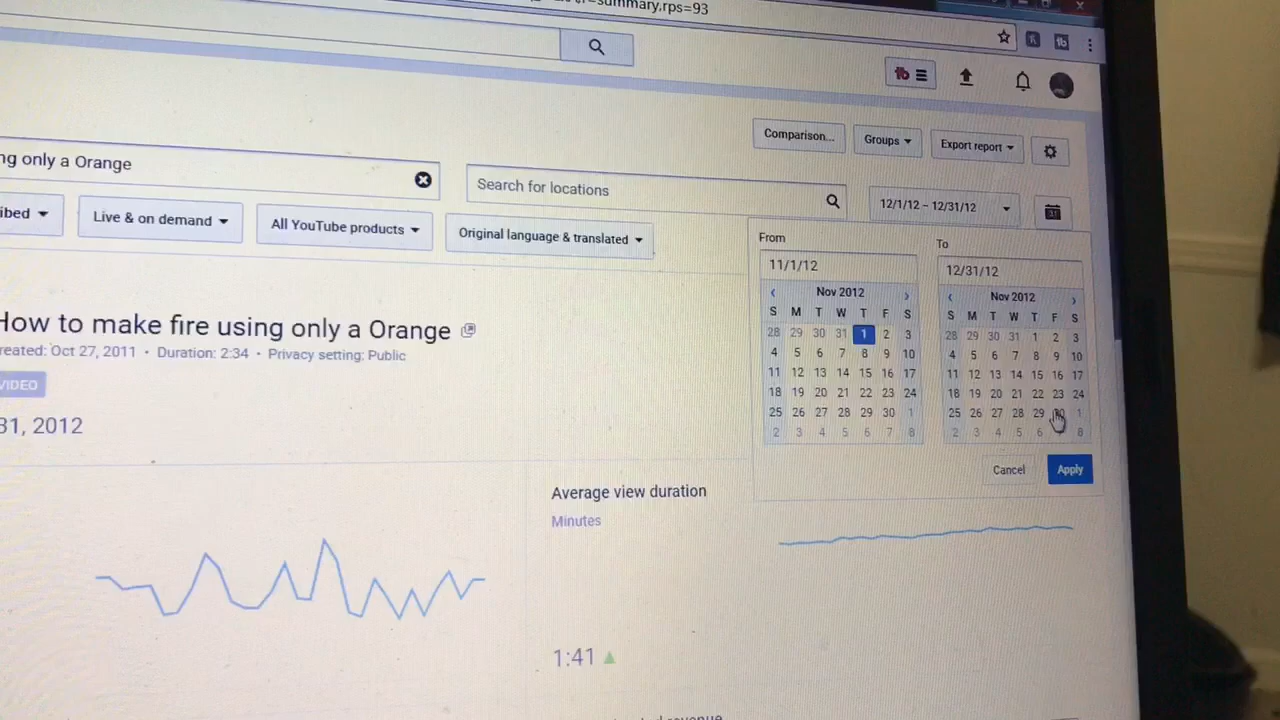 summary,rps=93
ng only a Orange
Search for locations
Comparison...
Groups
Export report
12/1/12 – 12/31/12
ibed
Live & on demand
All YouTube products
Original language & translated
From
To
11/1/12
12/31/12
Nov 2012
Nov 2012
S M T W T F S
S M T W T F S
28 29 30 31 1 2 3
28 29 30 31 1 2 3
4 5 6 7 8 9 10
4 5 6 7 8 9 10
11 12 13 14 15 16 17
11 12 13 14 15 16 17
18 19 20 21 22 23 24
18 19 20 21 22 23 24
25 26 27 28 29 30 1
25 26 27 28 29 1
2 3 4 5 6 7 8
2 3 4 5 6 8
Cancel
Apply
How to make fire using only a Orange
reated: Oct 27, 2011 • Duration: 2:34 • Privacy setting: Public
VIDEO
31, 2012
Average view duration
Minutes
1:41